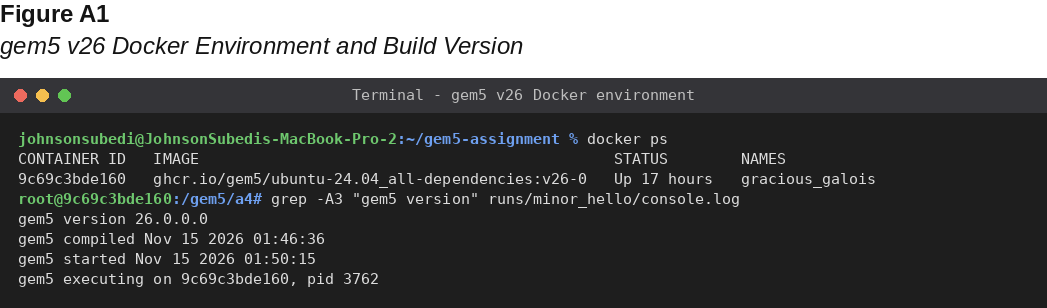 Figure A1
gem5 v26 Docker Environment and Build Version
Terminal - gem5 v26 Docker environment
johnsonsubedi@JohnsonSubedis-MacBook-Pro-2:~/gem5-assignment % docker ps
CONTAINER ID   IMAGE                                              STATUS        NAMES
9c69c3bde160   ghcr.io/gem5/ubuntu-24.04_all-dependencies:v26-0   Up 17 hours   gracious_galois
root@9c69c3bde160:/gem5/a4# grep -A3 "gem5 version" runs/minor_hello/console.log
gem5 version 26.0.0.0
gem5 compiled Nov 15 2026 01:46:36
gem5 started Nov 15 2026 01:50:15
gem5 executing on 9c69c3bde160, pid 3762